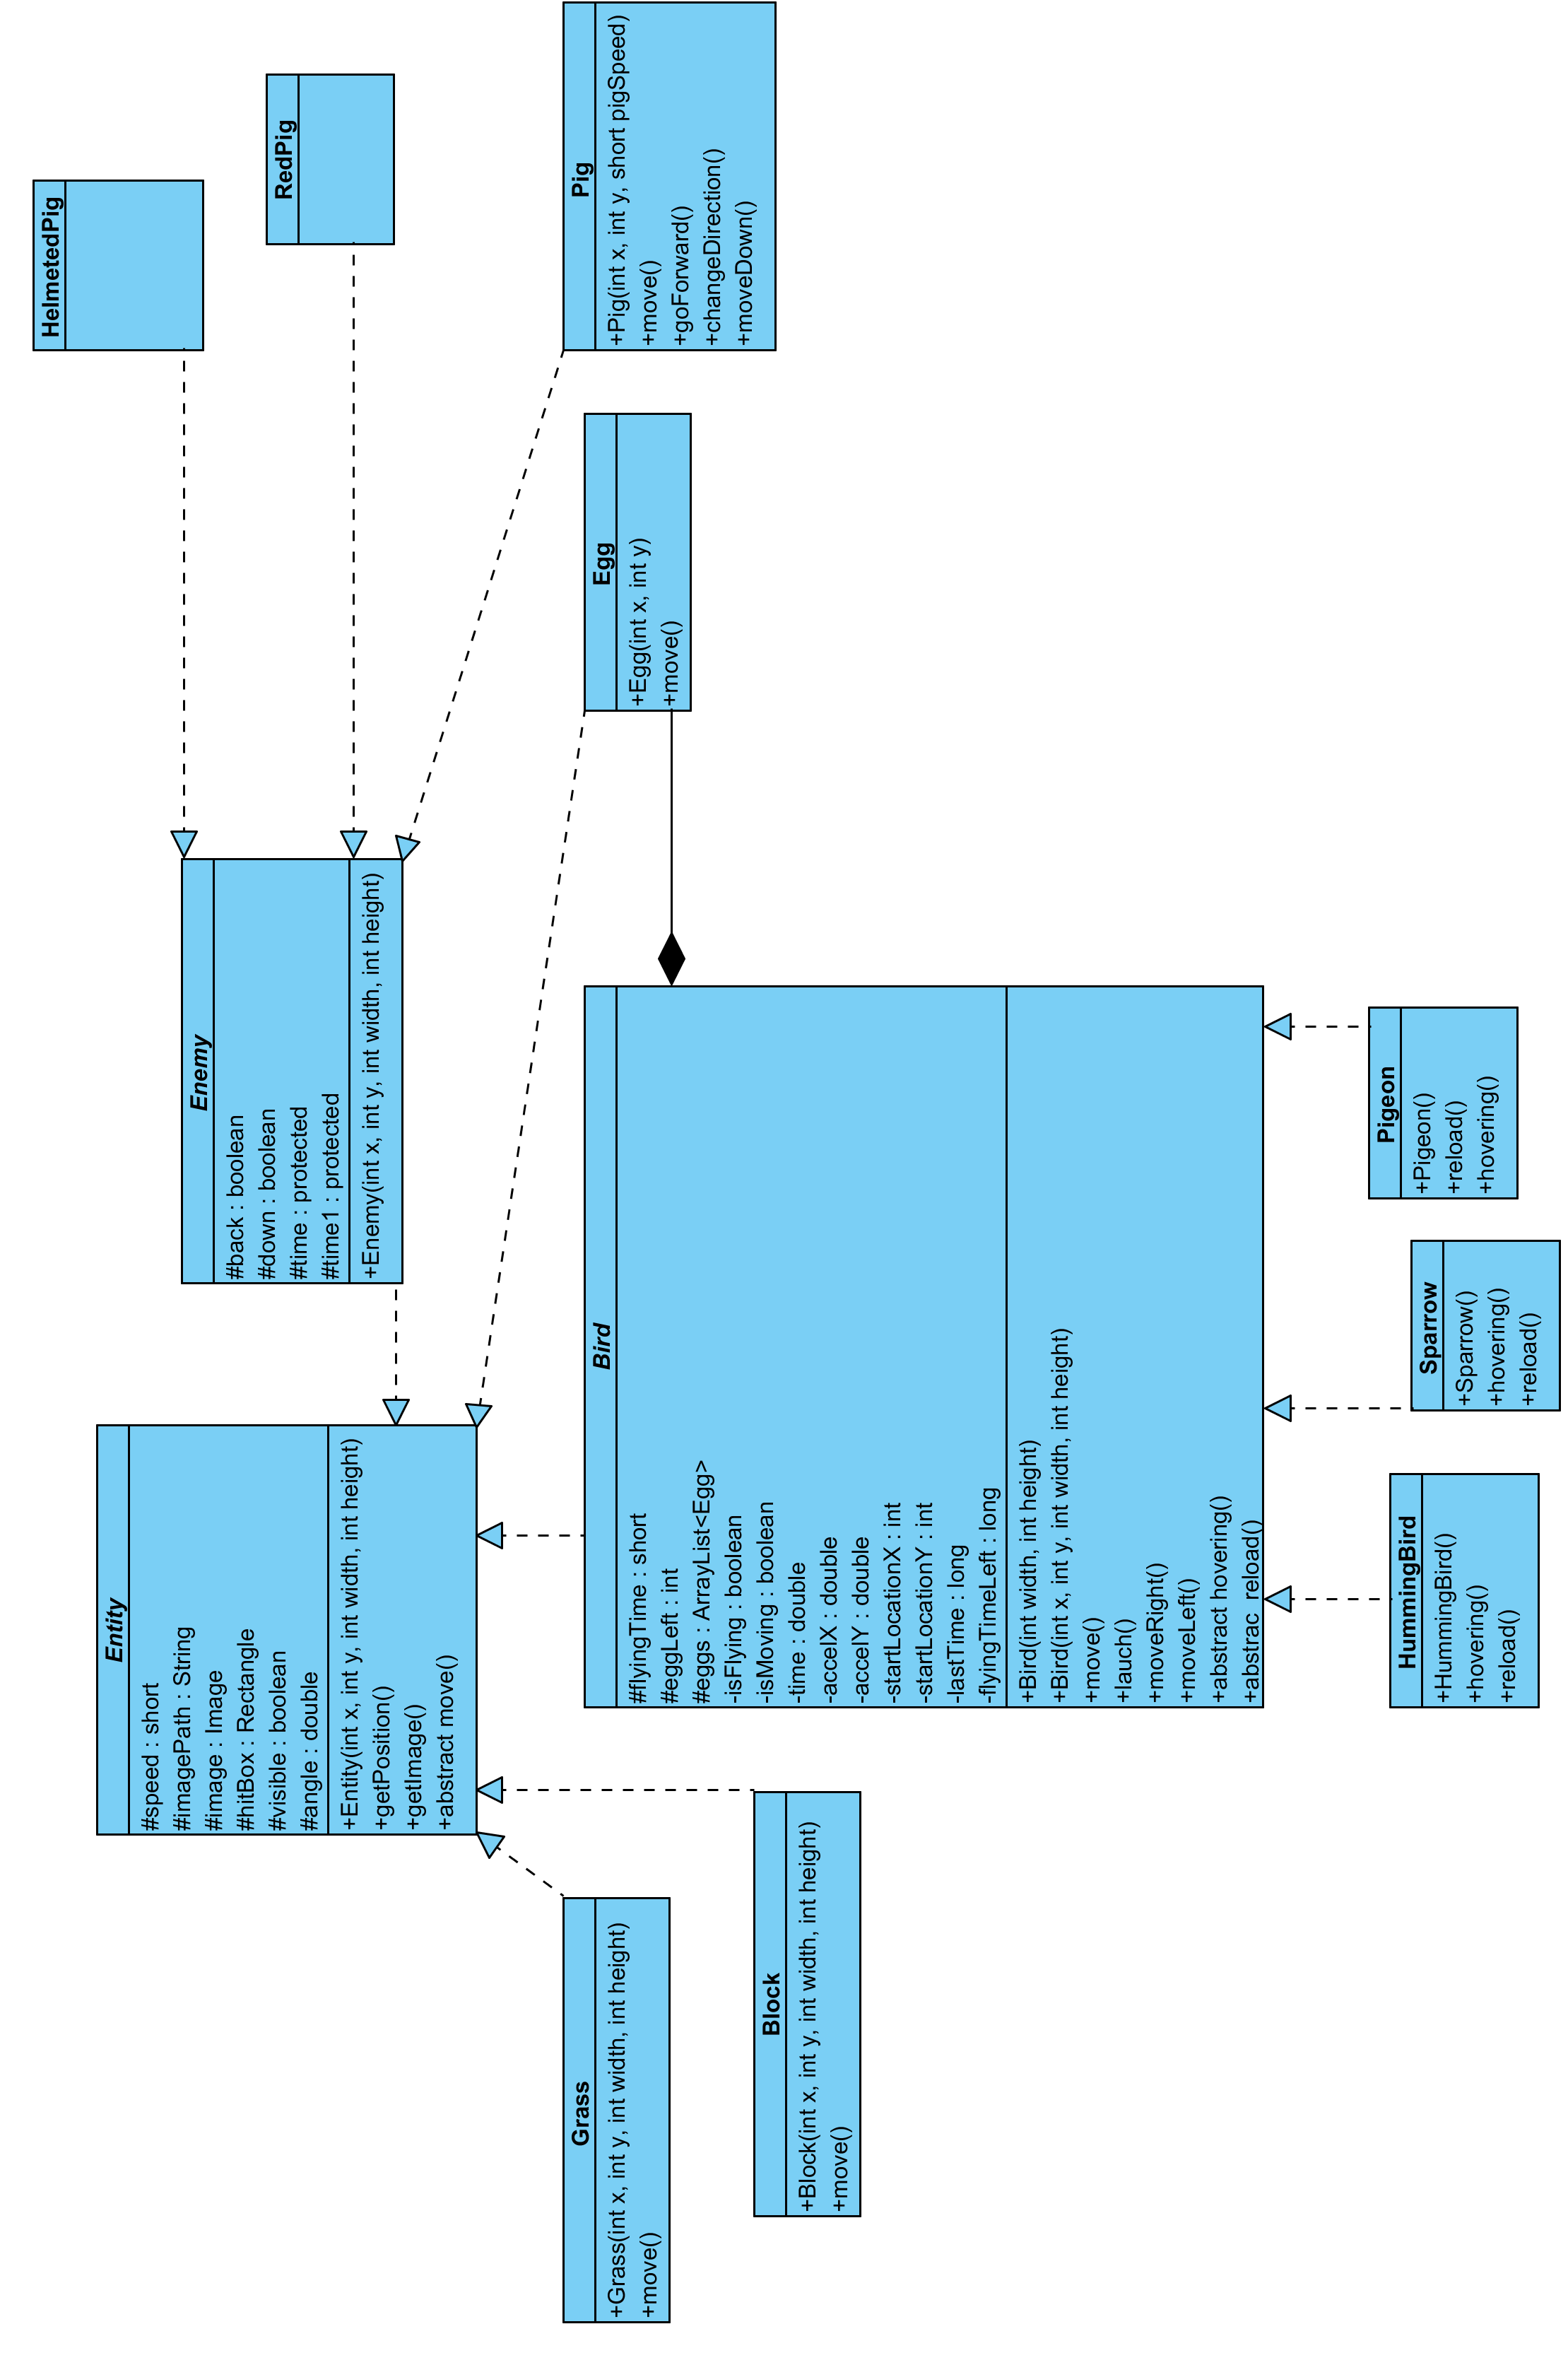 HelmetedPig
RedPig
Pig
+Pig(int x, int y, short pigSpeed)
+move()
+goForward()
+changeDirection()
+moveDown()
Egg
+Egg(int x, int y)
+move()
Enemy
#back : boolean
#down : boolean
#time : protected
#time1 : protected
+Enemy(int x, int y, int width, int height)
Entity
#speed : short
#imagePath : String
#image : Image
#hitBox : Rectangle
#visible : boolean
#angle : double
+Entity(int x, int y, int width, int height)
+getPosition()
+getImage()
+abstract move()
Bird
#flyingTime : short
#eggLeft : int
#eggs : ArrayList<Egg>
-isFlying : boolean
-isMoving : boolean
-time : double
-accelX : double
-accelY : double
-startLocationX : int
-startLocationY : int
-lastTime : long
-flyingTimeLeft : long
+Bird(int width, int height)
+Bird(int x, int y, int width, int height)
+move()
+lauch()
+moveRight()
+moveLeft()
+abstract hovering()
+abstrac reload()
Grass
+Grass(int x, int y, int width, int height)
+move()
Block
+Block(int x, int y, int width, int height)
+move()
HummingBird
+HummingBird()
+hovering()
+reload()
Sparrow
+Sparrow()
+hovering()
+reload()
Pigeon
+Pigeon()
+reload()
+hovering()